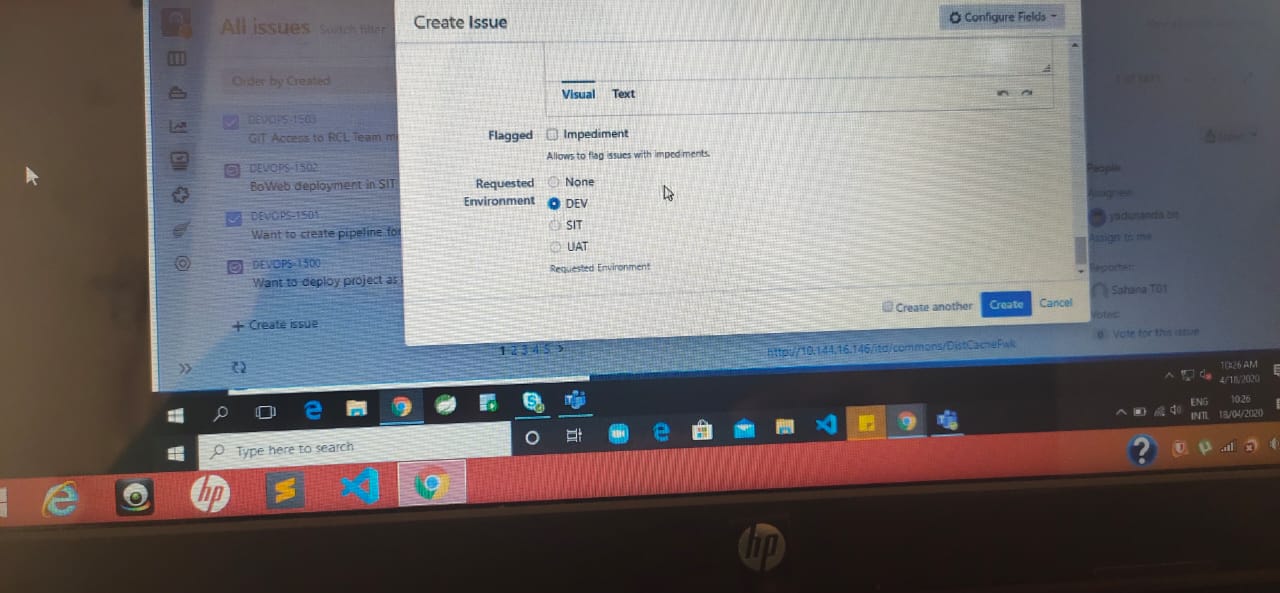 All issues Switch filter
Order by Created
DEVOPS-1503
GIT Access to RCL Team m
DEVOPS-1502
BoWeb deployment in SIT
DEVOPS-1501
Want to create pipeline for
DEVOPS-1500
Want to deploy project as
+ Create issue
1 2 3 4 5 >
Create Issue
Configure Fields
Visual Text
Flagged Impediment
Allows to flag issues with impediments.
Requested Environment
None
DEV
SIT
UAT
Requested Environment
Create another Create Cancel
People
Assignee:
yadunanda
Assign to me
Reporter:
Sahana T01
Votes:
0 Vote for this issue
http://10.144.16.146/itd/commons/DistCacheFwk
10:26 AM
4/18/2020
ENG
INTL
10:26
18/04/2020
Type here to search
hp
hp